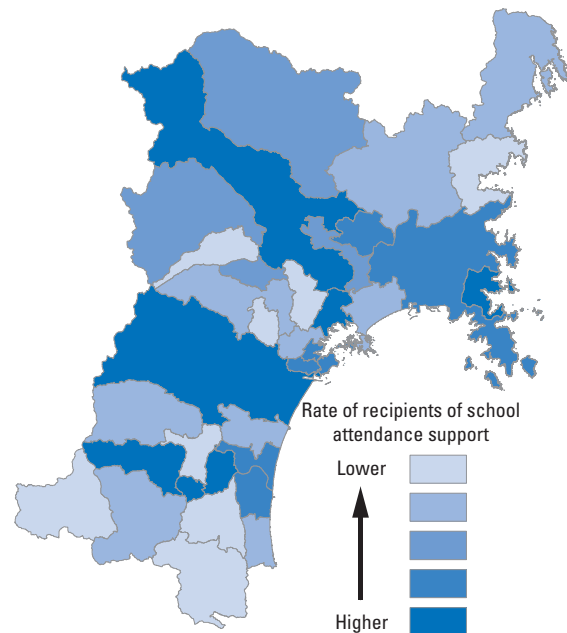 Rate of recipients of school
attendance support
Lower
Higher